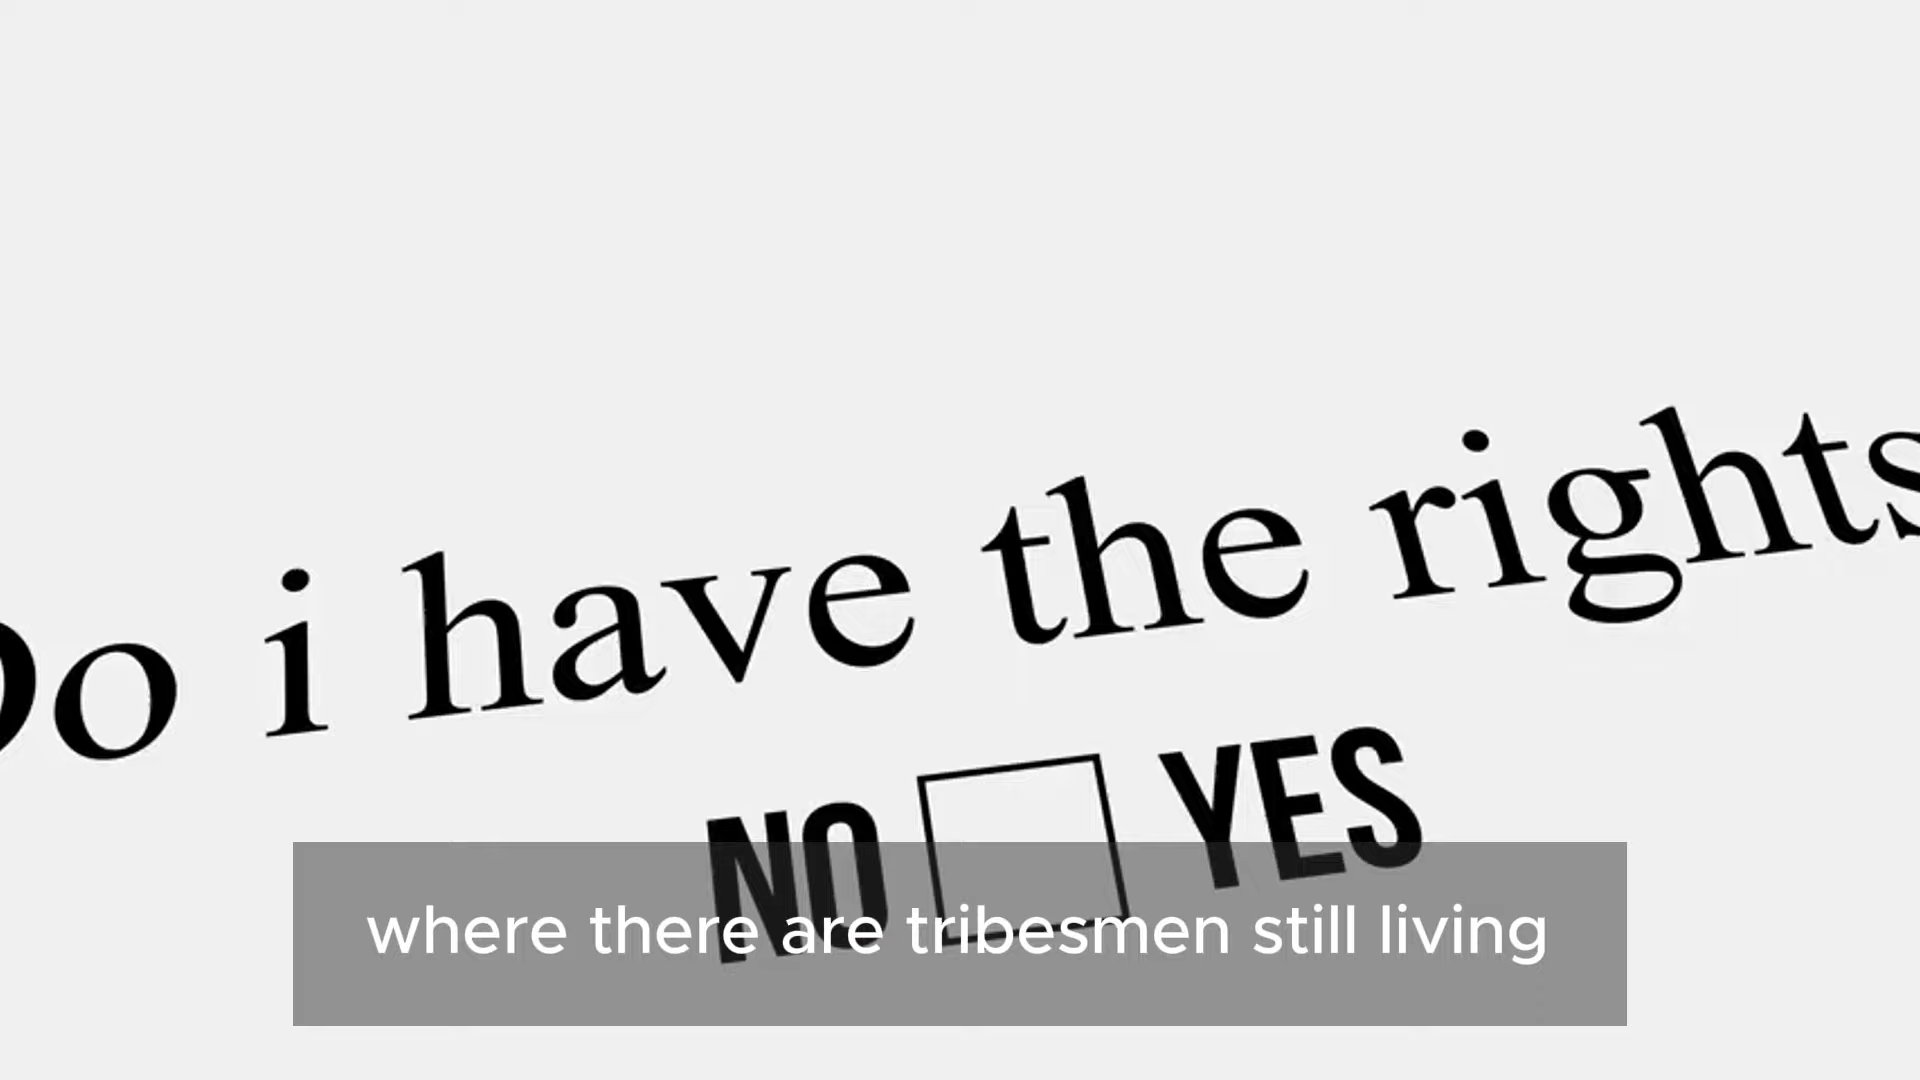 Do i have the rights
NO YES
where there are tribesmen still living